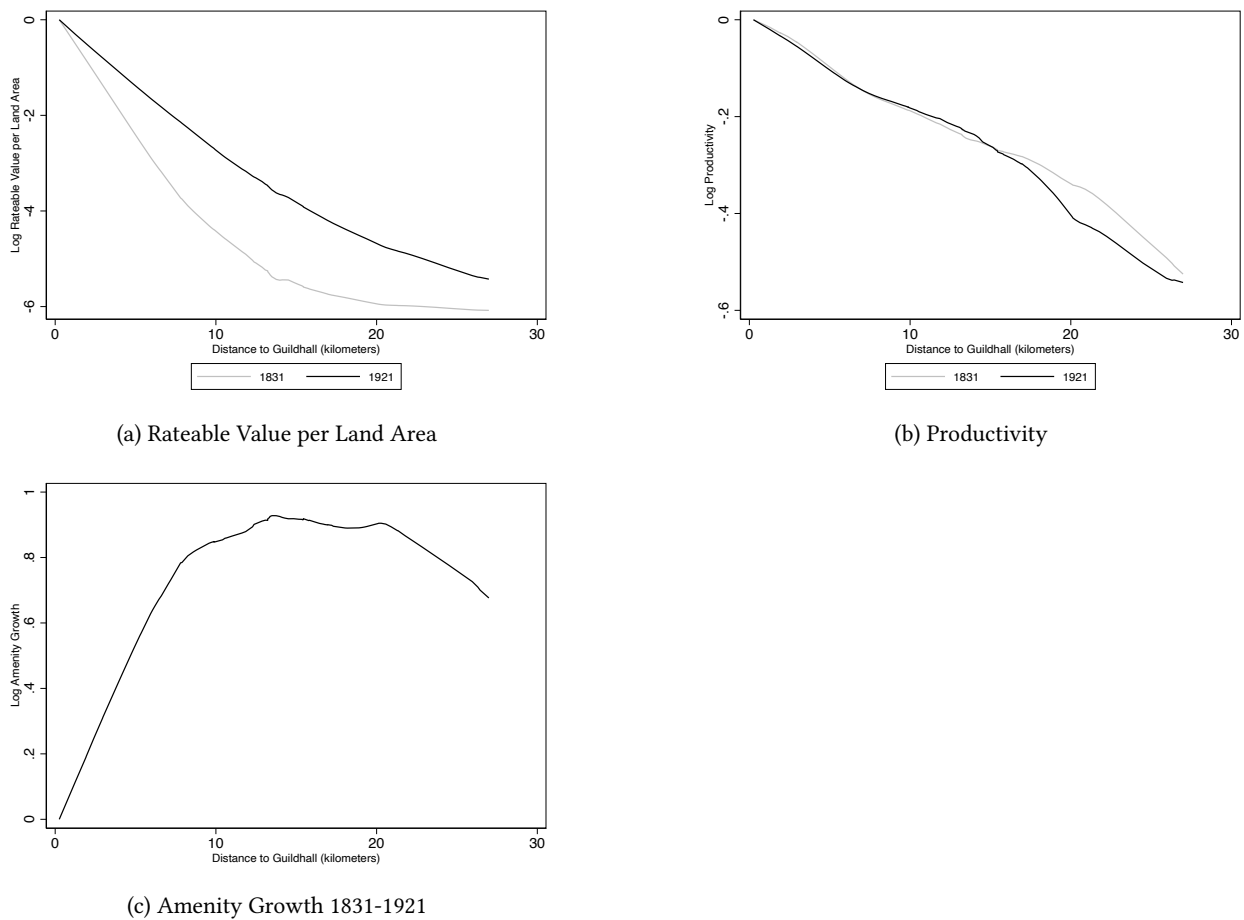 Log Rateable Value per Land Area
0
-2
-4
-6
0 10 20 30
Distance to Guildhall (kilometers)
1831 1921
(a) Rateable Value per Land Area
Log Productivity
0
-.2
-.4
-.6
0 10 20 30
Distance to Guildhall (kilometers)
1831 1921
(b) Productivity
Log Amenity Growth
1
.8
.6
.4
.2
0
0 10 20 30
Distance to Guildhall (kilometers)
(c) Amenity Growth 1831-1921